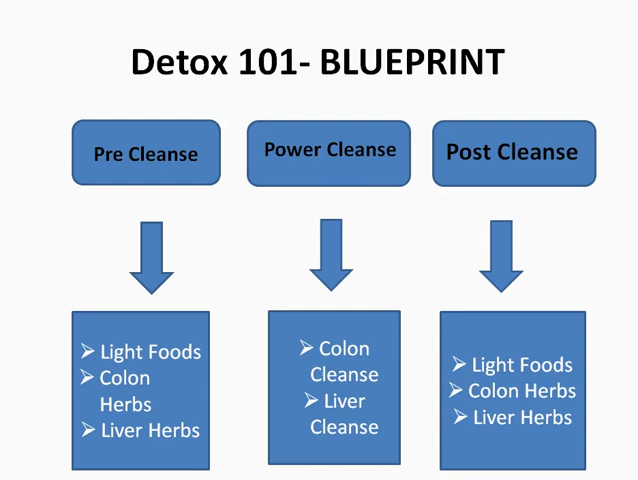 Detox 101- BLUEPRINT
Pre Cleanse
Power Cleanse
Post Cleanse
➢ Light Foods
➢ Colon
Herbs
➢ Liver Herbs
➢ Colon
Cleanse
➢ Liver
Cleanse
➢ Light Foods
➢ Colon Herbs
➢ Liver Herbs